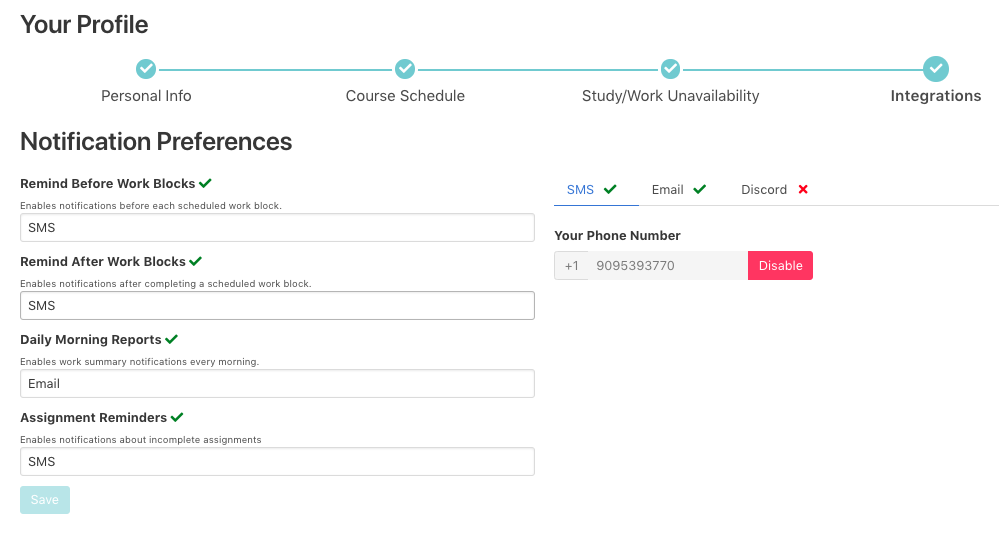 Your Profile
Personal Info
Course Schedule
Study/Work Unavailability
Integrations
Notification Preferences
Remind Before Work Blocks
Enables notifications before each scheduled work block.
SMS
Remind After Work Blocks
Enables notifications after completing a scheduled work block.
SMS
Daily Morning Reports
Enables work summary notifications every morning.
Email
Assignment Reminders
Enables notifications about incomplete assignments
SMS
Save
SMS Email Discord
Your Phone Number
+1 9095393770 Disable